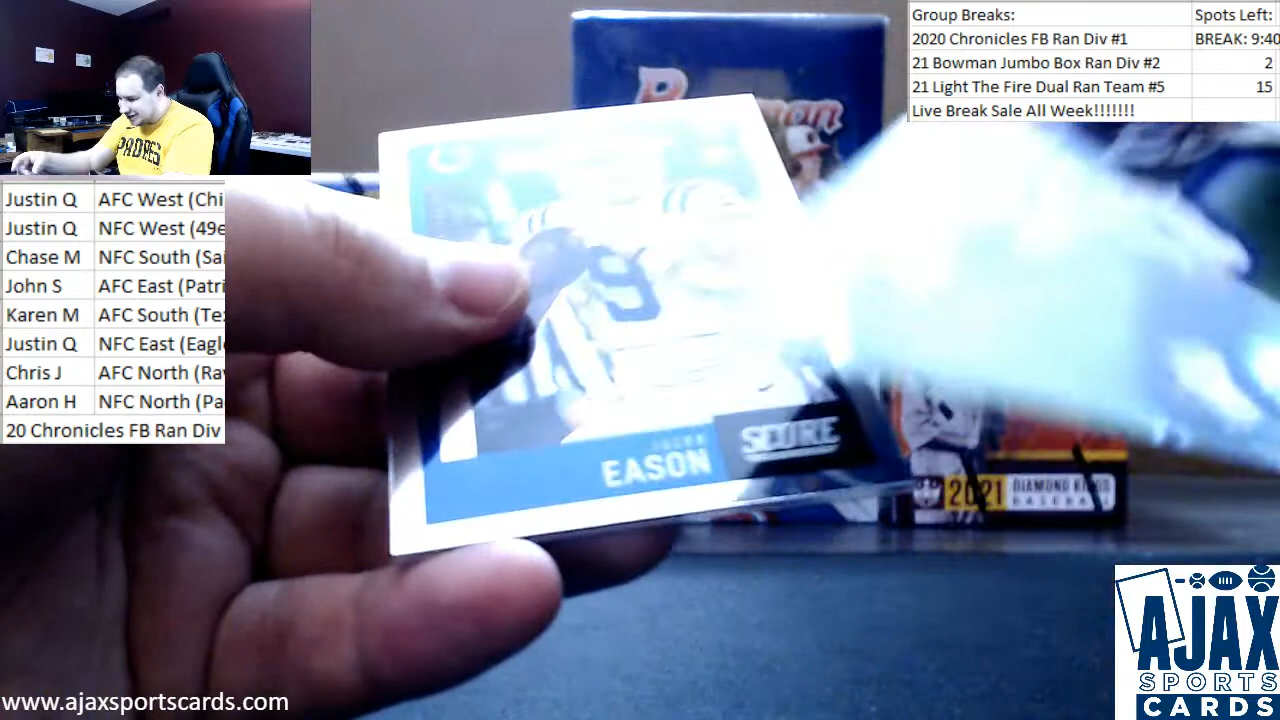 Group Breaks: Spots Left:
2020 Chronicles FB Ran Div #1 BREAK: 9:40
21 Bowman Jumbo Box Ran Div #2 2
21 Light The Fire Dual Ran Team #5 15
Live Break Sale All Week!!!!!!!
PADRES
Justin Q AFC West (Chi
Justin Q NFC West (49e
Chase M NFC South (Sai
John S AFC East (Patri
Karen M AFC South (Te
Justin Q NFC East (Eagl
Chris J AFC North (Ra
Aaron H NFC North (Pa
20 Chronicles FB Ran Div
Bowman
9
JACOB
EASON
SCORE
2021 DIAMOND KINGS
BASEBALL
AJAX
SPORTS
CARDS
www.ajaxsportscards.com